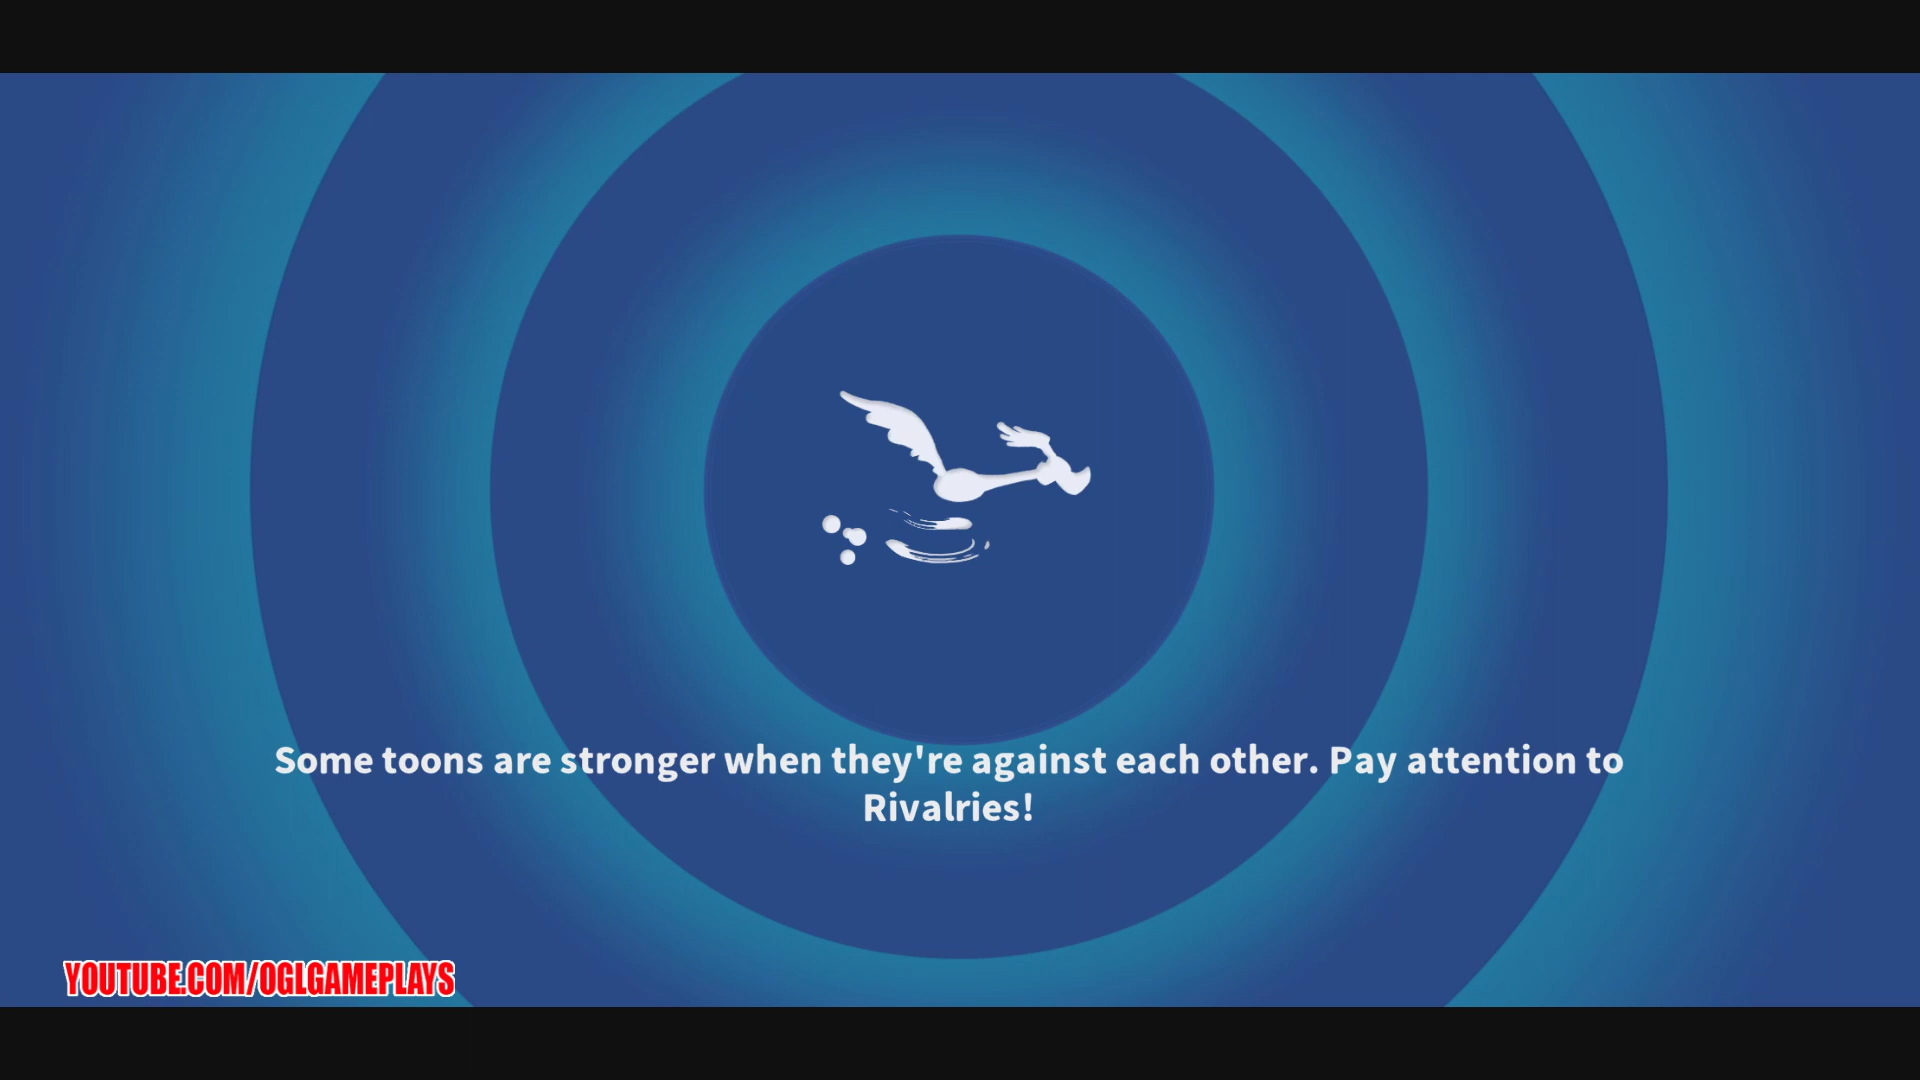 Some toons are stronger when they're against each other. Pay attention to
Rivalries!
YOUTUBE.COM/OGLGAMEPLAYS